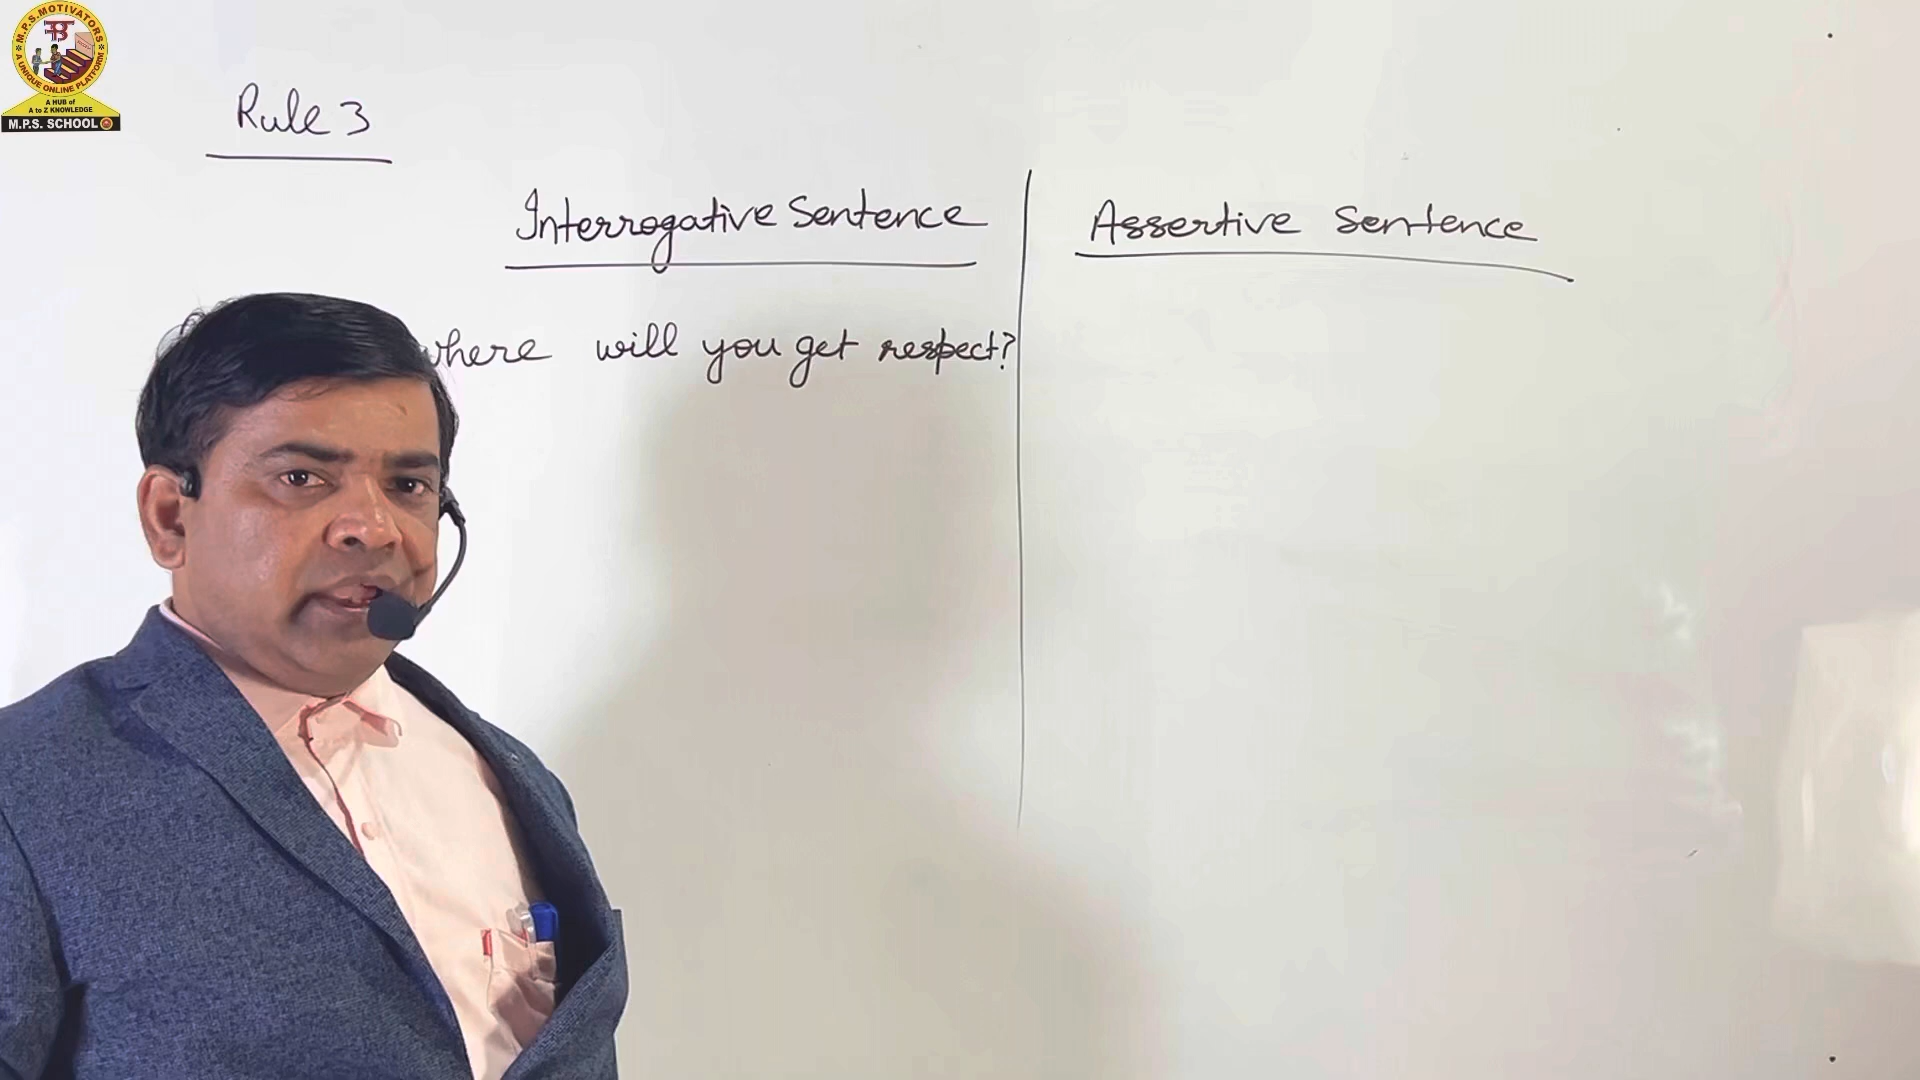 M.P.S.MOTIVATORS
A UNIQUE ONLINE PLATFORM
A HUB of
A to Z KNOWLEDGE
M.P.S. SCHOOL
Rule 3
Interrogative Sentence
Assertive Sentence
where will you get respect?